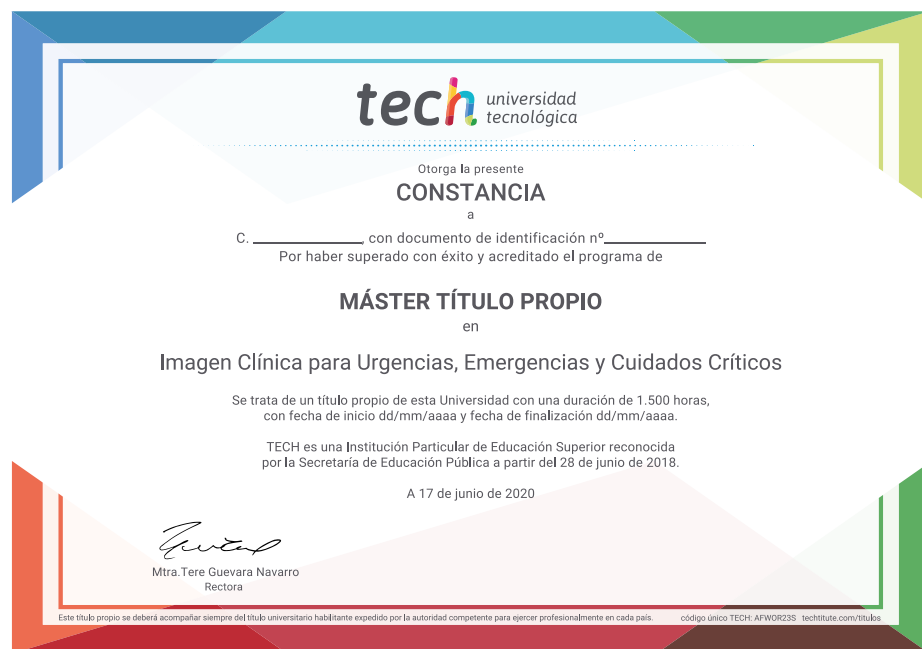 tech universidad
tecnológica
Otorga la presente
CONSTANCIA
a
C. ____________, con documento de identificación nº____________
Por haber superado con éxito y acreditado el programa de
MÁSTER TÍTULO PROPIO
en
Imagen Clínica para Urgencias, Emergencias y Cuidados Críticos
Se trata de un título propio de esta Universidad con una duración de 1.500 horas,
con fecha de inicio dd/mm/aaaa y fecha de finalización dd/mm/aaaa.
TECH es una Institución Particular de Educación Superior reconocida
por la Secretaría de Educación Pública a partir del 28 de junio de 2018.
A 17 de junio de 2020
Mtra.Tere Guevara Navarro
Rectora
Este título propio se deberá acompañar siempre del título universitario habilitante expedido por la autoridad competente para ejercer profesionalmente en cada país. código único TECH: AFWOR23S techtitute.com/titulos